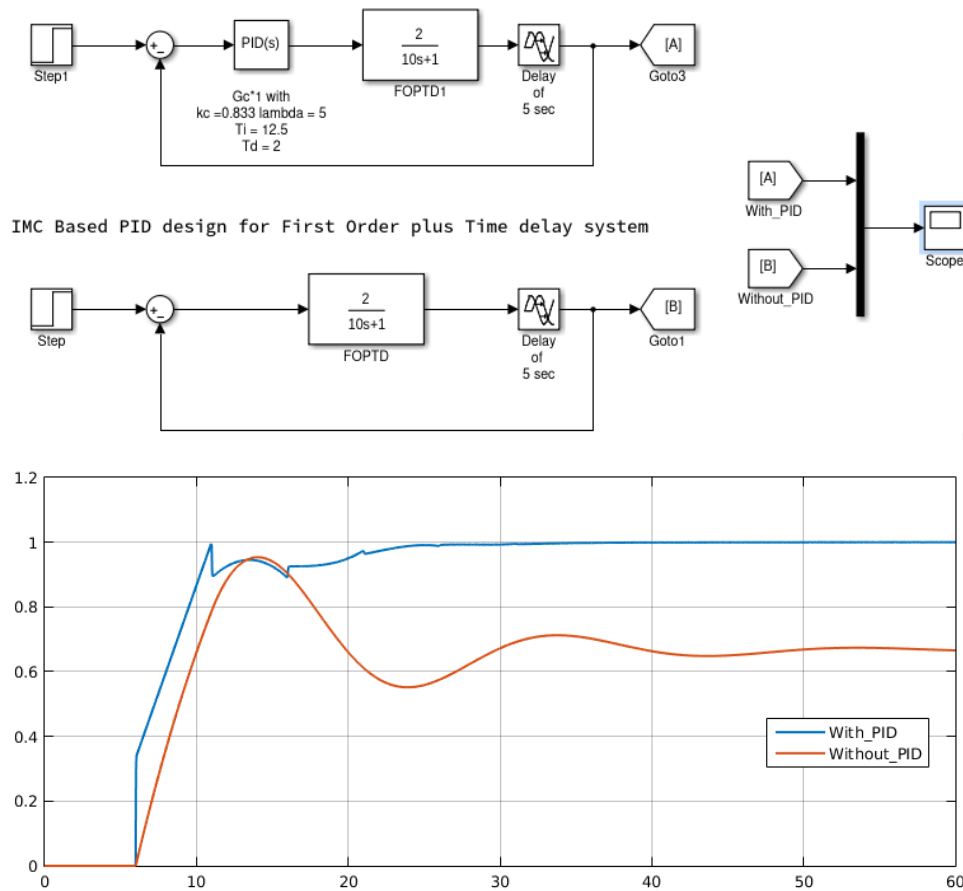 +
-
PID(s)
2
10s+1
[A]
Step1
FOPTD1
Delay
of
5 sec
Goto3
Gc*1 with
kc =0.833 lambda = 5
Ti = 12.5
Td = 2
[A]
With_PID
IMC Based PID design for First Order plus Time delay system
[B]
Without_PID
Scope
+
-
2
10s+1
[B]
Step
FOPTD
Delay
of
5 sec
Goto1
1.2
1
0.8
0.6
0.4
0.2
0
With_PID
Without_PID
0
10
20
30
40
50
60